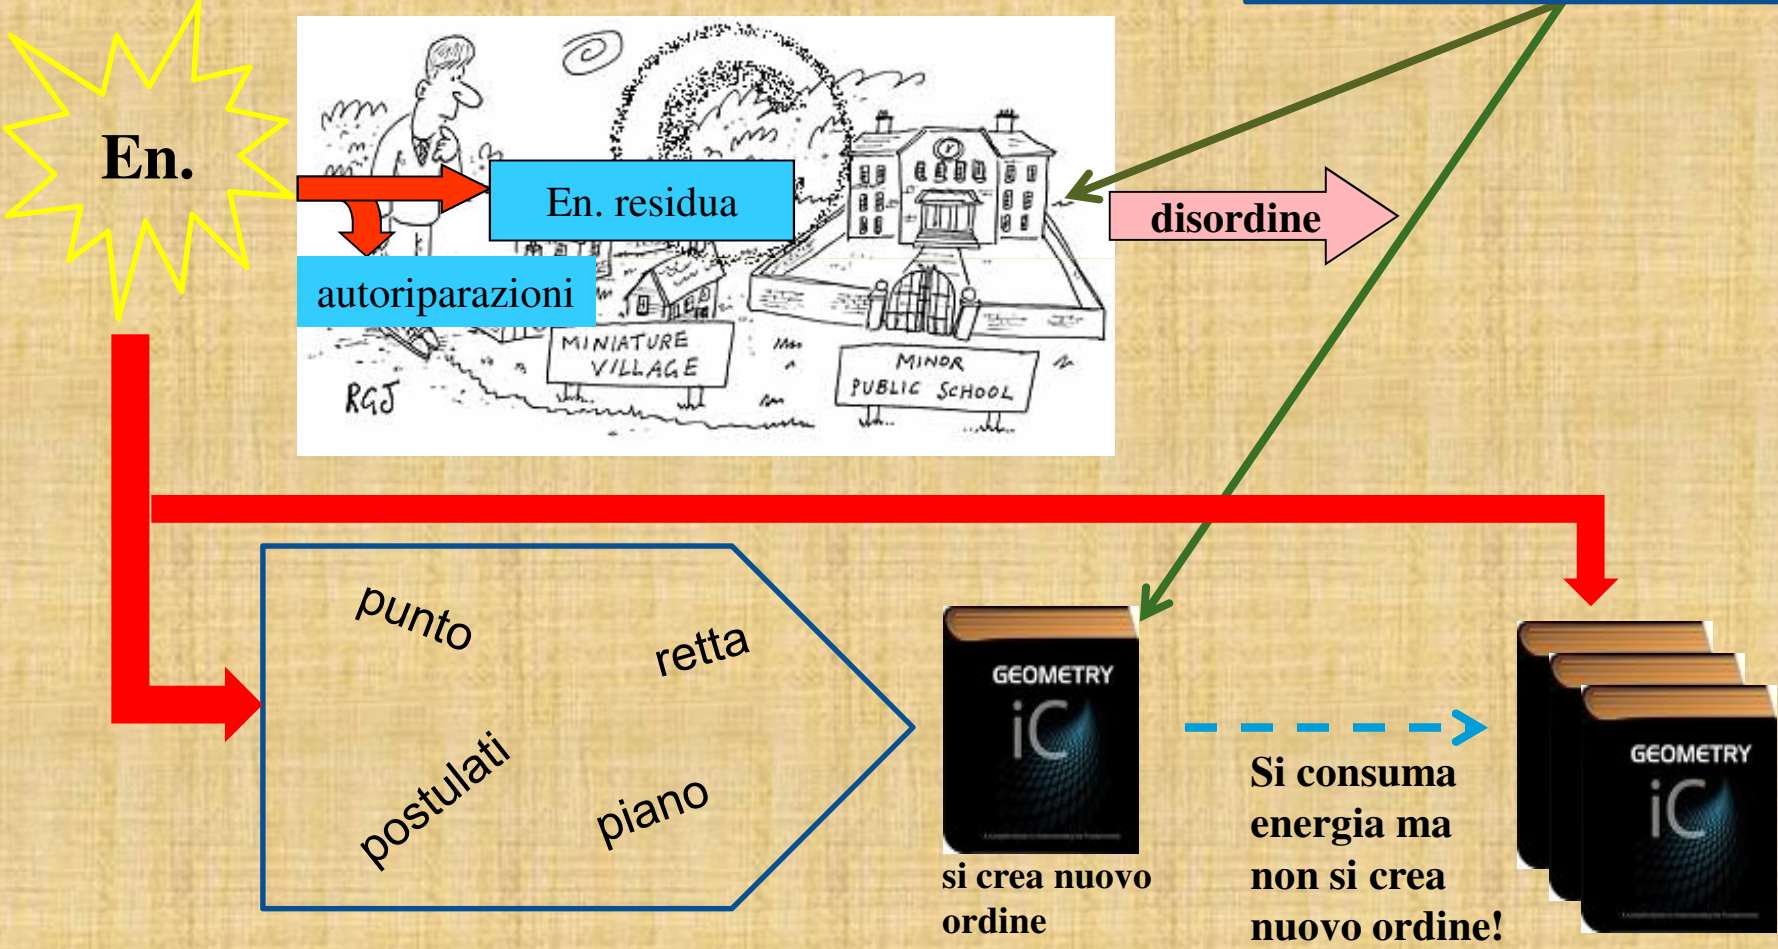 En.
En. residua
autoriparazioni
disordine
MINIATURE
VILLAGE
MINOR
PUBLIC SCHOOL
RGJ
punto
retta
postulati
piano
GEOMETRY
iC
si crea nuovo
ordine
Si consuma
energia ma
non si crea
nuovo ordine!
GEOMETRY
iC